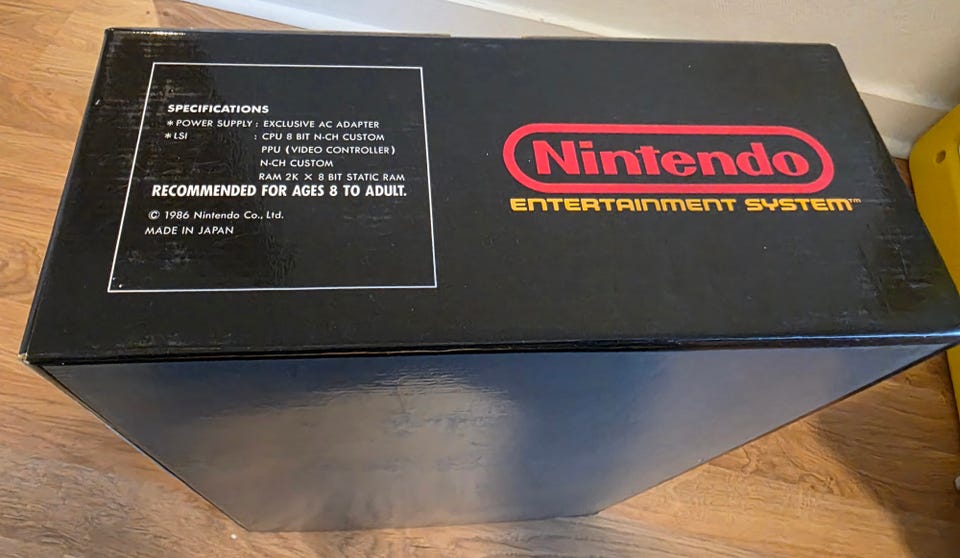 SPECIFICATIONS
*POWER SUPPLY : EXCLUSIVE AC ADAPTER
*LSI : CPU 8 BIT N-CH CUSTOM
PPU (VIDEO CONTROLLER)
N-CH CUSTOM
RAM 2K × 8 BIT STATIC RAM
RECOMMENDED FOR AGES 8 TO ADULT.
© 1986 Nintendo Co., Ltd.
MADE IN JAPAN
Nintendo
ENTERTAINMENT SYSTEM™